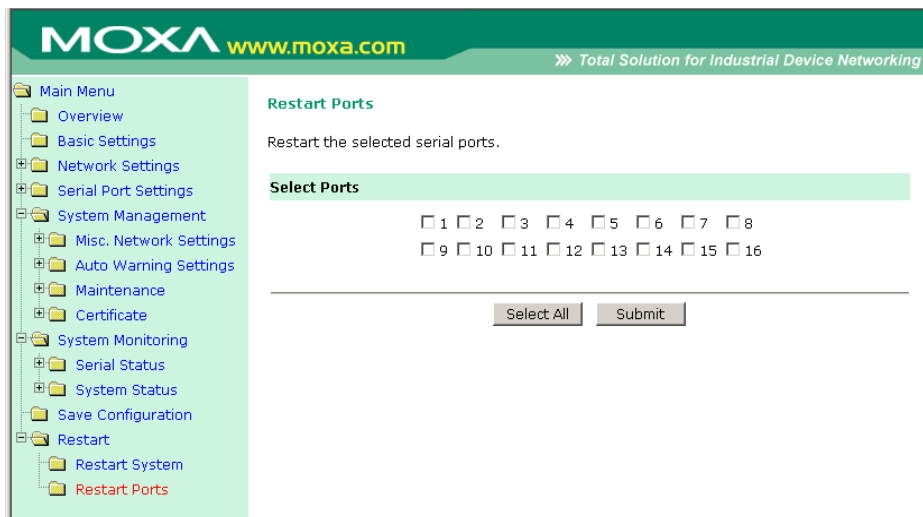 MOXA www.moxa.com
Total Solution for Industrial Device Networking
Main Menu
Overview
Basic Settings
Network Settings
Serial Port Settings
System Management
Misc. Network Settings
Auto Warning Settings
Maintenance
Certificate
System Monitoring
Serial Status
System Status
Save Configuration
Restart
Restart System
Restart Ports
Restart Ports
Restart the selected serial ports.
Select Ports
1 2 3 4 5 6 7 8
9 10 11 12 13 14 15 16
Select All Submit